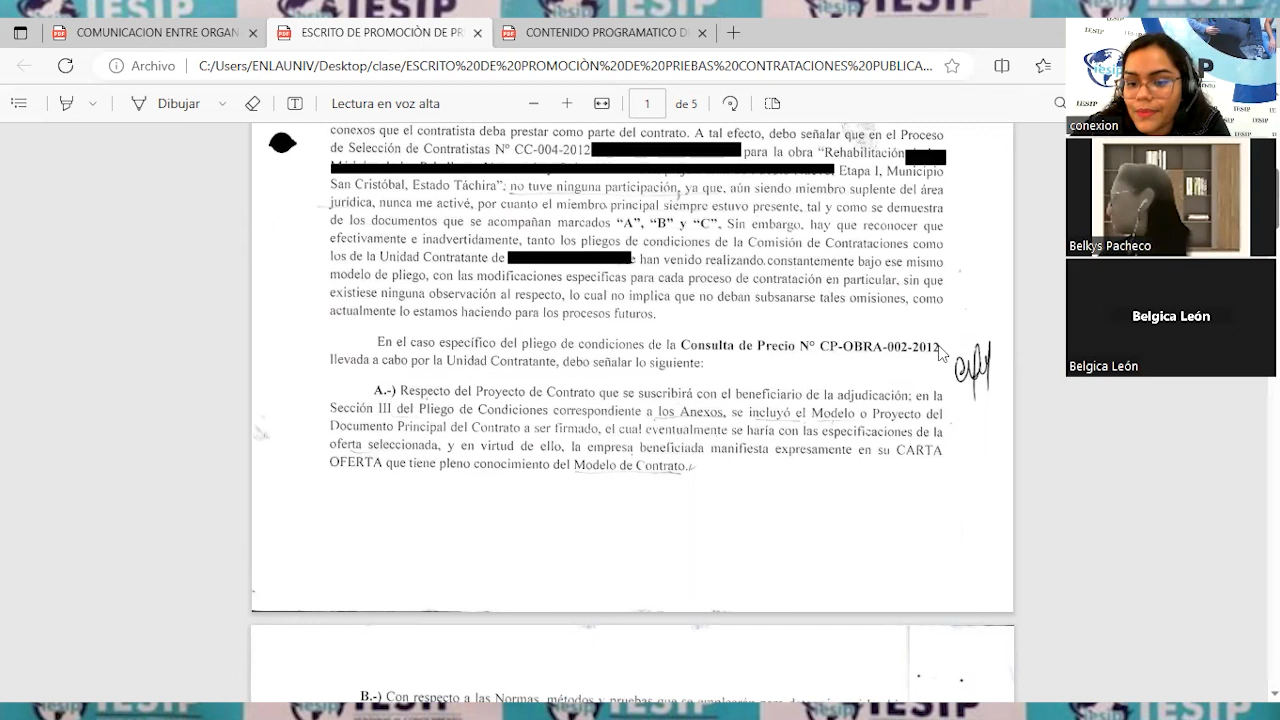 IESIP
COMUNICACION ENTRE ORGAN
ESCRITO DE PROMOCIÒN DE PR
CONTENIDO PROGRAMATICO D
Archivo
C:/Users/ENLAUNIV/Desktop/clase/ESCRITO%20DE%20PROMOCIÒN%20DE%20PRIEBAS%20CONTRATACIONES%20PUBLICA...
Dibujar
Lectura en voz alta
1
de 5
conexos que el contratista deba prestar como parte del contrato. A tal efecto, debo señalar que en el Proceso
de Selección de Contratistas N° CC-004-2012 para la obra “Rehabilitación
Etapa I, Municipio
San Cristóbal, Estado Táchira”, no tuve ninguna participación, ya que, aún siendo miembro suplente del área
jurídica, nunca me activé, por cuanto el miembro principal siempre estuvo presente, tal y como se demuestra
de los documentos que se acompañan marcados “A”, “B” y “C”. Sin embargo, hay que reconocer que
efectivamente e inadvertidamente, tanto los pliegos de condiciones de la Comisión de Contrataciones como
los de la Unidad Contratante de e han venido realizando constantemente bajo ese mismo
modelo de pliego, con las modificaciones especificas para cada proceso de contratación en particular, sin que
existiese ninguna observación al respecto, lo cual no implica que no deban subsanarse tales omisiones, como
actualmente lo estamos haciendo para los procesos futuros.
En el caso específico del pliego de condiciones de la Consulta de Precio N° CP-OBRA-002-2012,
llevada a cabo por la Unidad Contratante, debo señalar lo siguiente:
A.-) Respecto del Proyecto de Contrato que se suscribirá con el beneficiario de la adjudicación; en la
Sección III del Pliego de Condiciones correspondiente a los Anexos, se incluyó el Modelo o Proyecto del
Documento Principal del Contrato a ser firmado, el cual eventualmente se haría con las especificaciones de la
oferta seleccionada, y en virtud de ello, la empresa beneficiada manifiesta expresamente en su CARTA
OFERTA que tiene pleno conocimiento del Modelo de Contrato.
B.-) Con respecto a las Normas, métodos y pruebas que se emplearán para
conexion
Belkys Pacheco
Belgica León
Belgica León
iesip
IESIP
IESIP